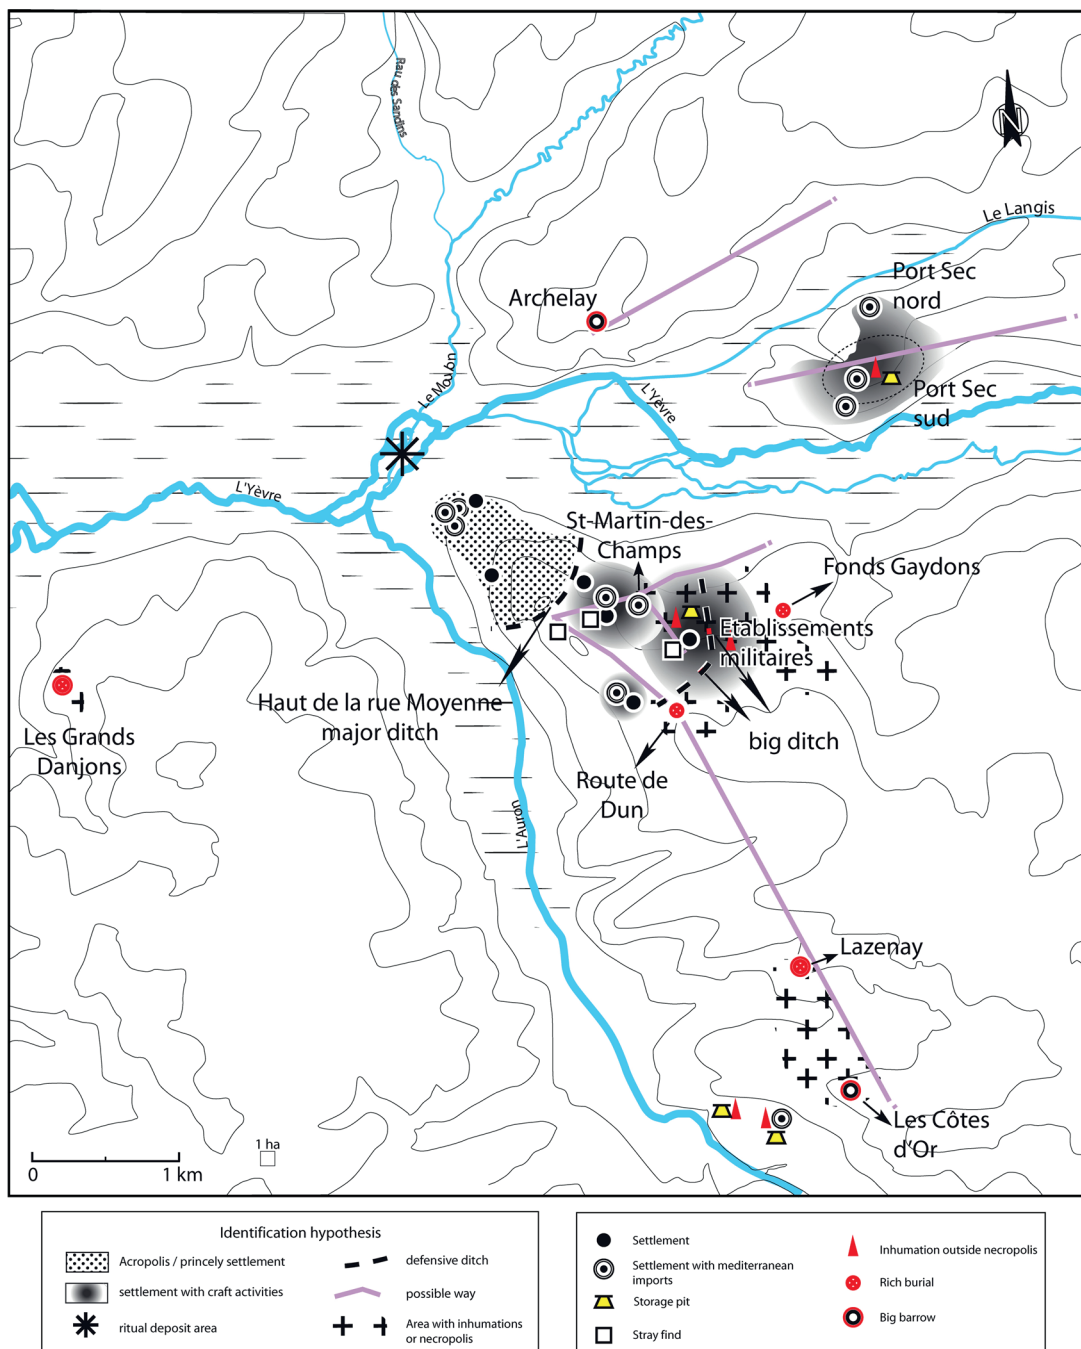 Rau des Sandins
N
Le Langis
Port Sec
nord
Archelay
Le Moulon
L'Yèvre
Port Sec
sud
L'Yèvre
St-Martin-des-
Champs
Fonds Gaydons
Etablissements
militaires
Haut de la rue Moyenne
major ditch
Les Grands
Danjons
big ditch
Route de
Dun
L'Auron
Lazenay
Les Côtes
d'Or
1 ha
0
1 km
Identification hypothesis
Acropolis / princely settlement
settlement with craft activities
ritual deposit area
defensive ditch
possible way
Area with inhumations
or necropolis
Settlement
Settlement with mediterranean
imports
Storage pit
Stray find
Inhumation outside necropolis
Rich burial
Big barrow